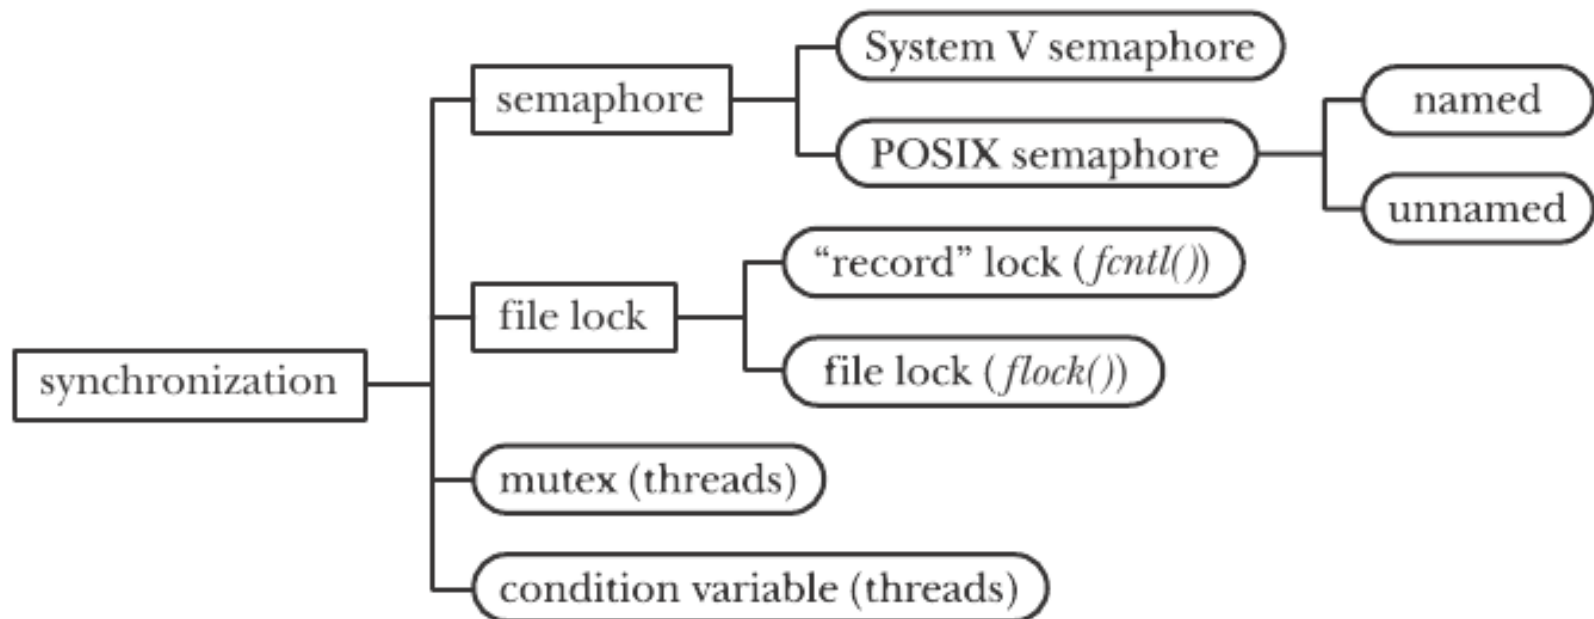 System V semaphore
semaphore
named
POSIX semaphore
unnamed
“record” lock (fcntl())
file lock
file lock (flock())
synchronization
mutex (threads)
condition variable (threads)